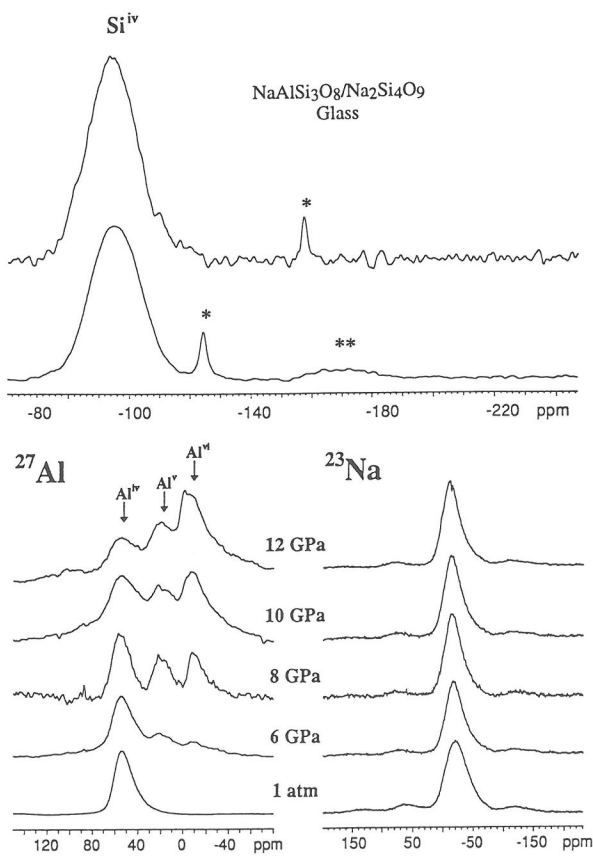 Si^iv
NaAlSi3O8/Na2Si4O9
Glass
*
*
**
-80 -100 -140 -180 -220 ppm
27Al
Al^iv
Al^v
Al^vi
23Na
12 GPa
10 GPa
8 GPa
6 GPa
1 atm
120 80 40 0 -40 ppm
150 50 -50 -150 ppm